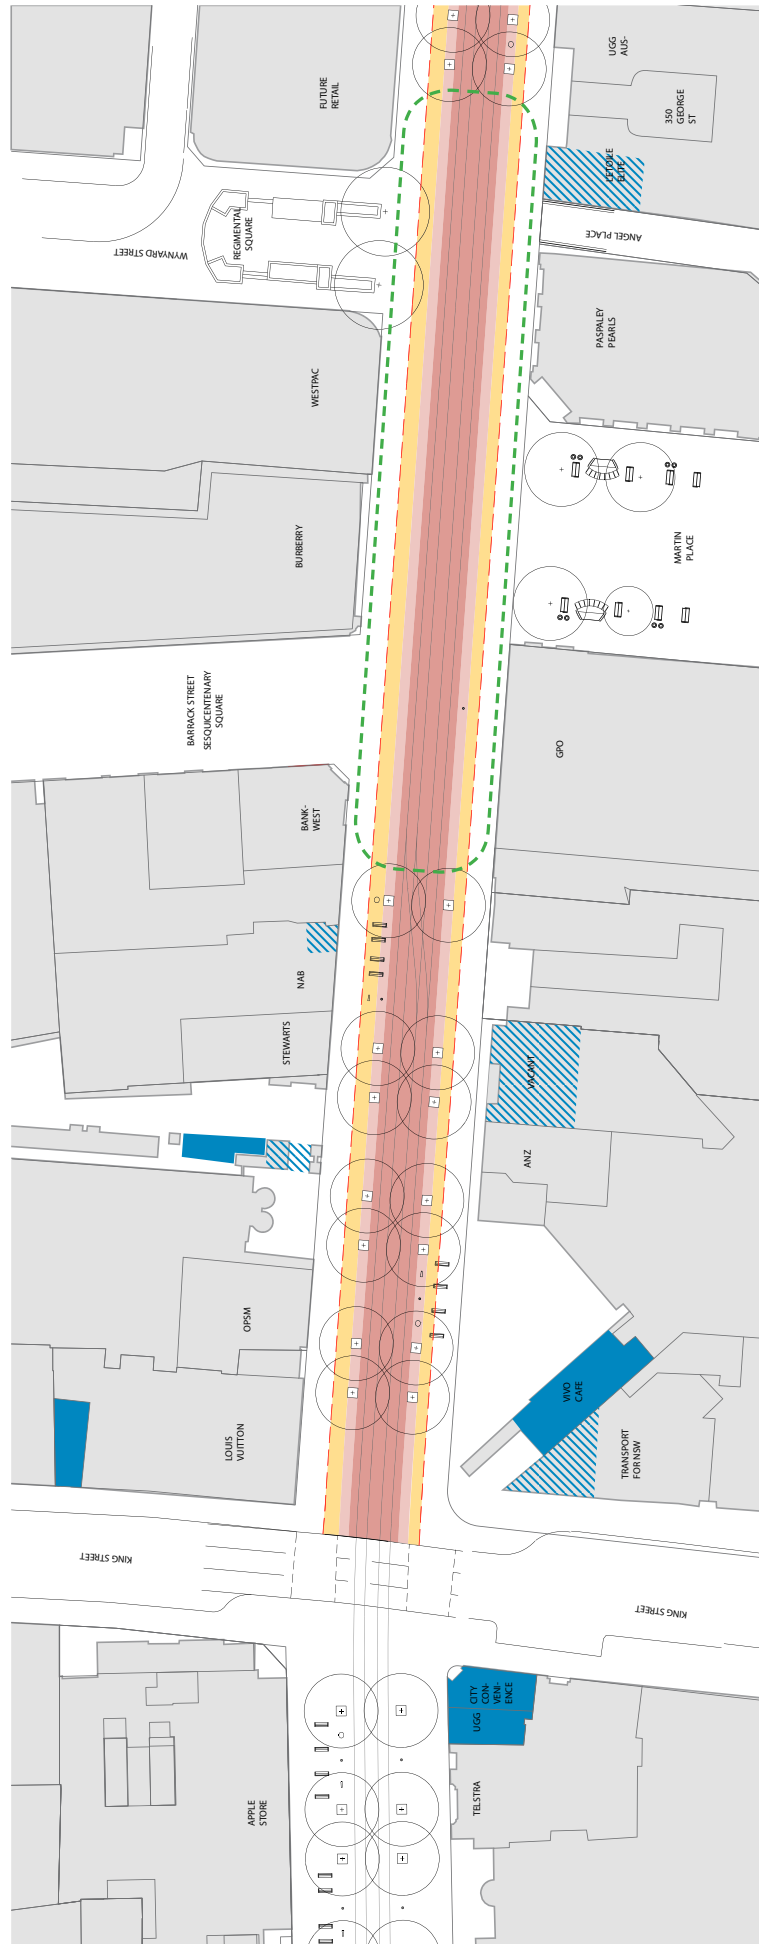 UGG
AUS-
FUTURE
RETAIL
350
GEORGE
ST
L'ETOILE
ELITE
REGIMENTAL
SQUARE
WYNYARD STREET
ANGEL PLACE
PASPALEY
PEARLS
WESTPAC
BURBERRY
MARTIN
PLACE
BARRACK STREET
SESQUICENTENARY
SQUARE
GPO
BANK-
WEST
NAB
STEWARTS
VACANT
ANZ
OPSM
VIVO
CAFE
LOUIS
VUITTON
TRANSPORT
FOR NSW
KING STREET
KING STREET
CITY
CON-
VENI-
ENCE
UGG
TELSTRA
APPLE
STORE